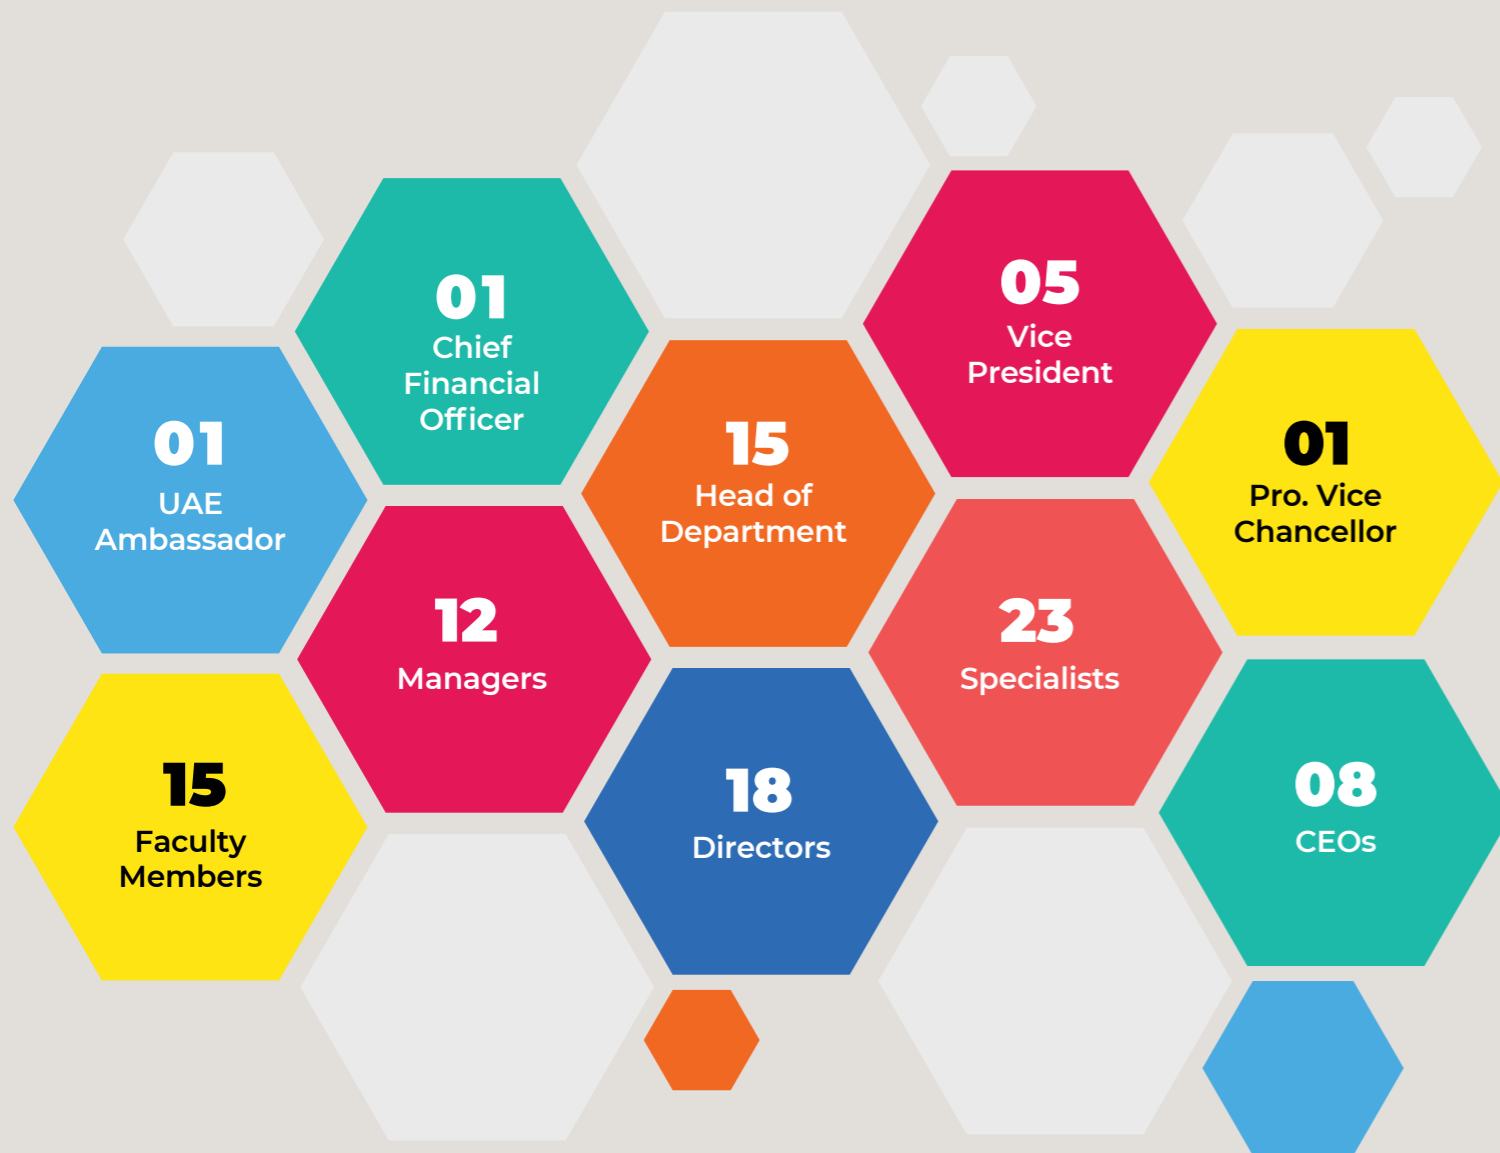 01
Chief
Financial
Officer
05
Vice
President
01
UAE
Ambassador
15
Head of
Department
01
Pro. Vice
Chancellor
12
Managers
23
Specialists
15
Faculty
Members
18
Directors
08
CEOs